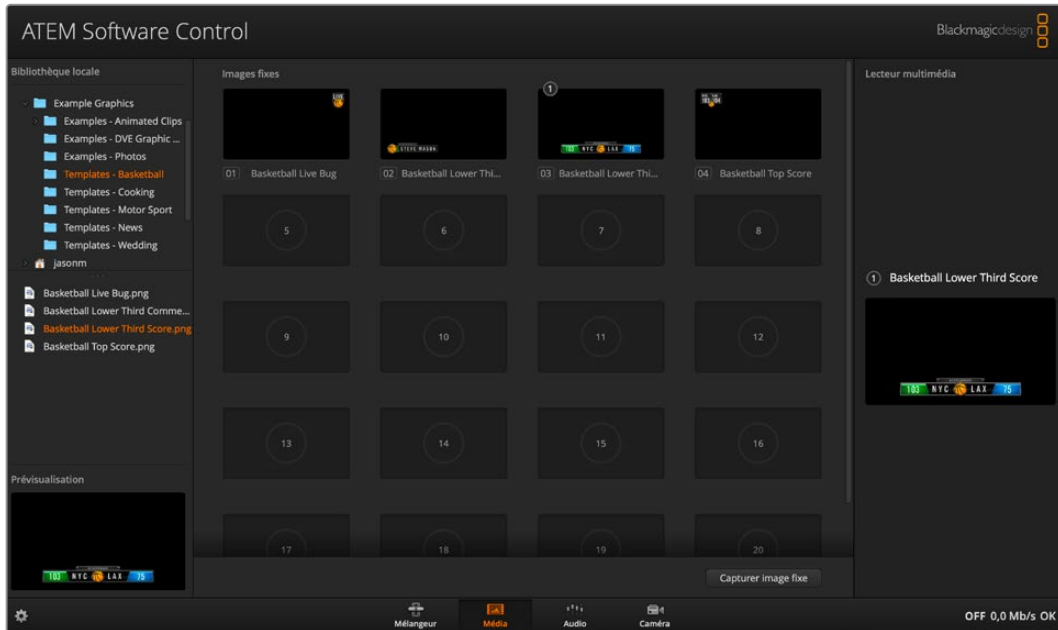 ATEM Software Control
Blackmagicdesign
Bibliothèque locale
Example Graphics
Examples - Animated Clips
Examples - DVE Graphic ...
Examples - Photos
Templates - Basketball
Templates - Cooking
Templates - Motor Sport
Templates - News
Templates - Wedding
jasonm
Basketball Live Bug.png
Basketball Lower Third Comme...
Basketball Lower Third Score.png
Basketball Top Score.png
Prévisualisation
103 NYC LAX 75
Images fixes
LIVE
STEVE MASON
1
103 NYC LAX 75
103 104
01 Basketball Live Bug
02 Basketball Lower Thi...
03 Basketball Lower Thi...
04 Basketball Top Score
5
6
7
8
9
10
11
12
13
14
15
16
17
18
19
20
Capturer image fixe
Lecteur multimédia
1 Basketball Lower Third Score
103 NYC LAX 75
Mélangeur
Média
Audio
Caméra
OFF 0,0 Mb/s OK